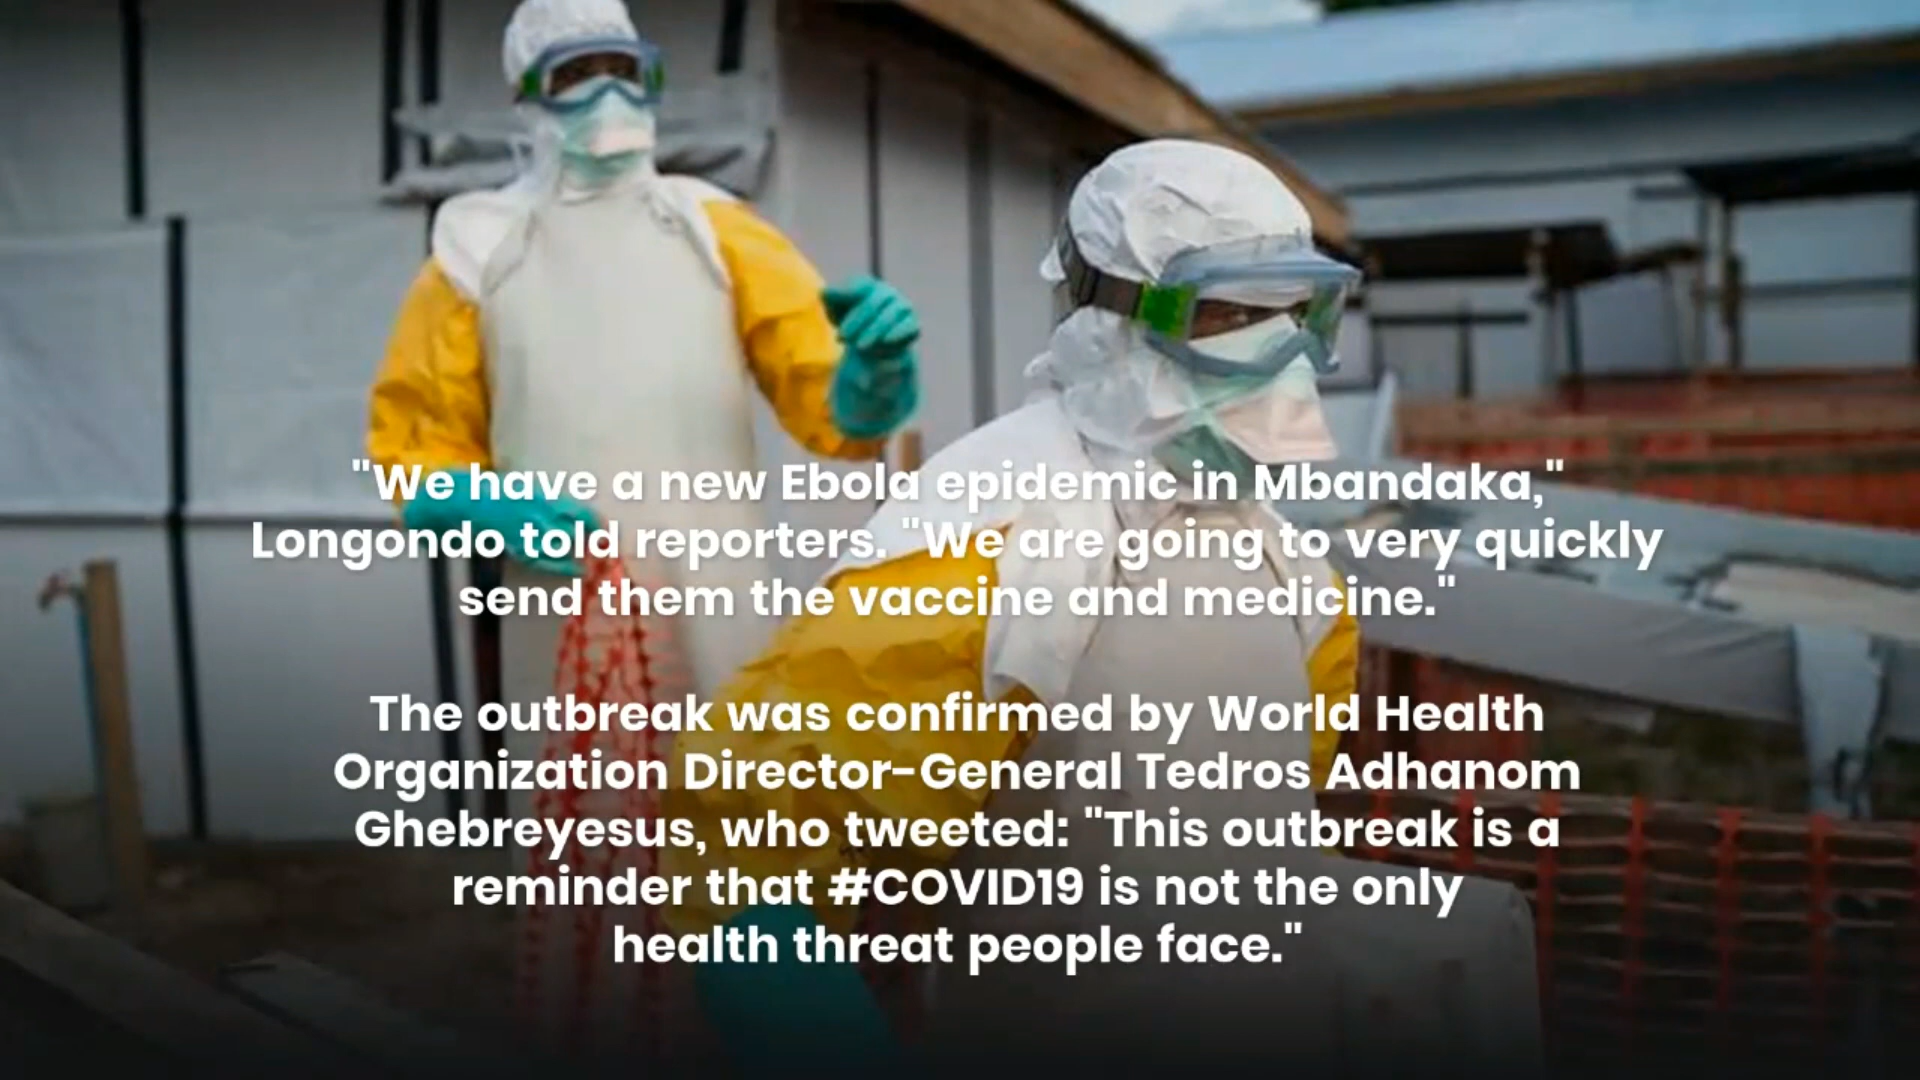 "We have a new Ebola epidemic in Mbandaka,"
Longondo told reporters. "We are going to very quickly
send them the vaccine and medicine."
The outbreak was confirmed by World Health
Organization Director-General Tedros Adhanom
Ghebreyesus, who tweeted: "This outbreak is a
reminder that #COVID19 is not the only
health threat people face."